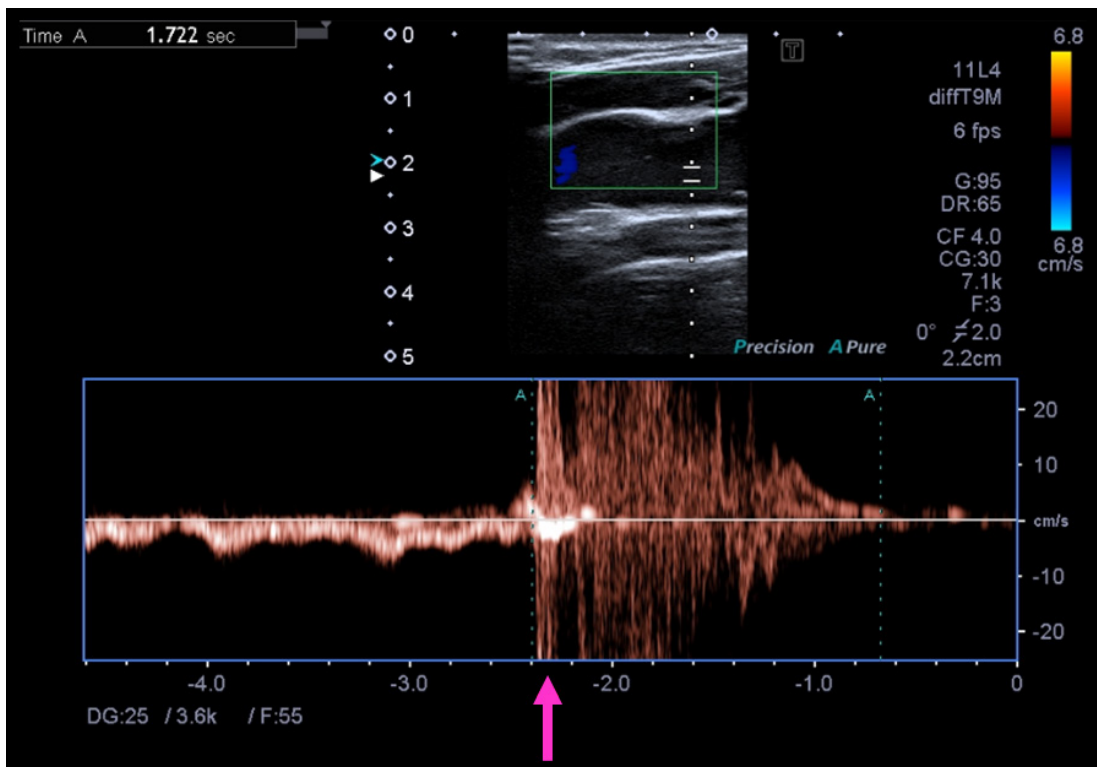 Time A 1.722 sec
0
1
2
3
4
5
T
11L4
diffT9M
6 fps
G:95
DR:65
CF 4.0
CG:30
7.1k
F:3
0° 2.0
2.2cm
6.8
6.8
cm/s
Precision A Pure
A
A
20
10
cm/s
-10
-20
-4.0
-3.0
-2.0
-1.0
0
DG:25 / 3.6k / F:55